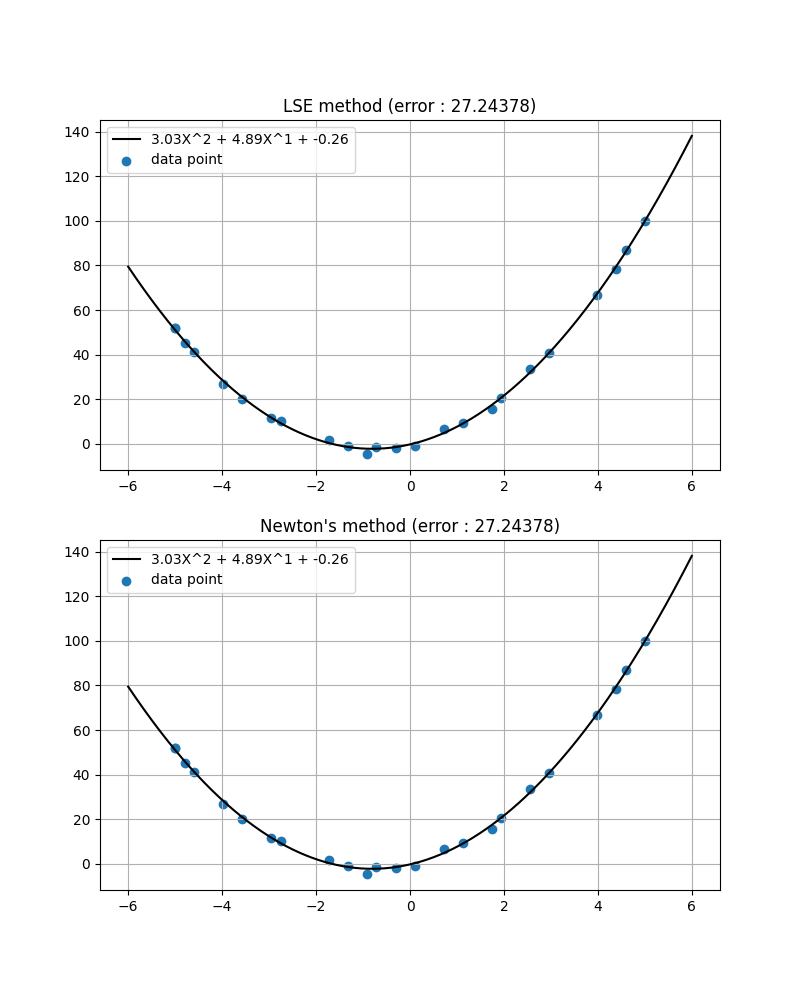 LSE method (error : 27.24378)
3.03X^2 + 4.89X^1 + -0.26
data point
140
120
100
80
60
40
20
0
−6 −4 −2 0 2 4 6
Newton's method (error : 27.24378)
3.03X^2 + 4.89X^1 + -0.26
data point
140
120
100
80
60
40
20
0
−6 −4 −2 0 2 4 6